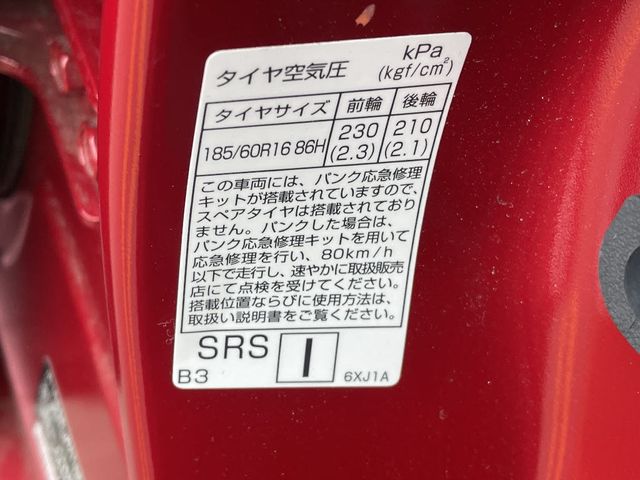 タイヤ空気圧 kPa (kgf/cm²)
タイヤサイズ 前輪 後輪
185/60R16 86H 230 (2.3) 210 (2.1)
この車両には、パンク応急修理
キットが搭載されていますので、
スペアタイヤは搭載されており
ません。パンクした場合は、
パンク応急修理キットを用いて
応急修理を行い、80km/h
以下で走行し、速やかに取扱販売
店にて点検を受けてください。
搭載位置ならびに使用方法は、
取扱い説明書をご覧ください。
SRS I
B3 6XJ1A